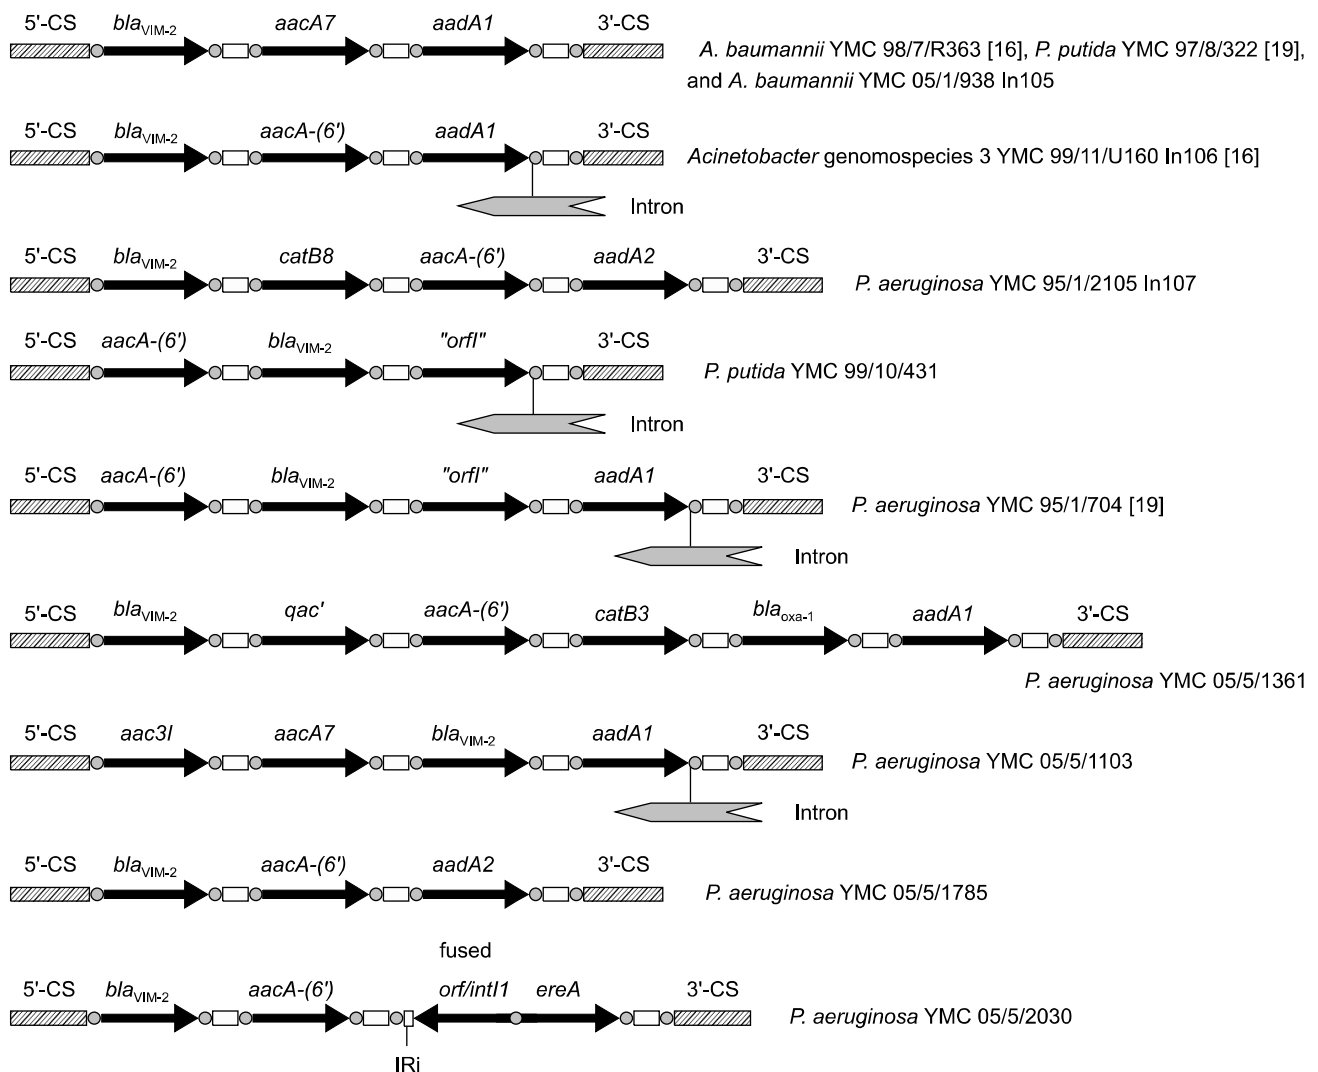 5'-CS blaVIM-2 aacA7 aadA1 3'-CS
A. baumannii YMC 98/7/R363 [16], P. putida YMC 97/8/322 [19],
and A. baumannii YMC 05/1/938 In105
5'-CS blaVIM-2 aacA-(6') aadA1 3'-CS
Acinetobacter genomospecies 3 YMC 99/11/U160 In106 [16]
Intron
5'-CS blaVIM-2 catB8 aacA-(6') aadA2 3'-CS
P. aeruginosa YMC 95/1/2105 In107
5'-CS aacA-(6') blaVIM-2 "orfI" 3'-CS
P. putida YMC 99/10/431
Intron
5'-CS aacA-(6') blaVIM-2 "orfI" aadA1 3'-CS
P. aeruginosa YMC 95/1/704 [19]
Intron
5'-CS blaVIM-2 qac' aacA-(6') catB3 blaoxa-1 aadA1 3'-CS
P. aeruginosa YMC 05/5/1361
5'-CS aac3I aacA7 blaVIM-2 aadA1 3'-CS
P. aeruginosa YMC 05/5/1103
Intron
5'-CS blaVIM-2 aacA-(6') aadA2 3'-CS
P. aeruginosa YMC 05/5/1785
fused
5'-CS blaVIM-2 aacA-(6') orf/intI1 ereA 3'-CS
P. aeruginosa YMC 05/5/2030
IRi